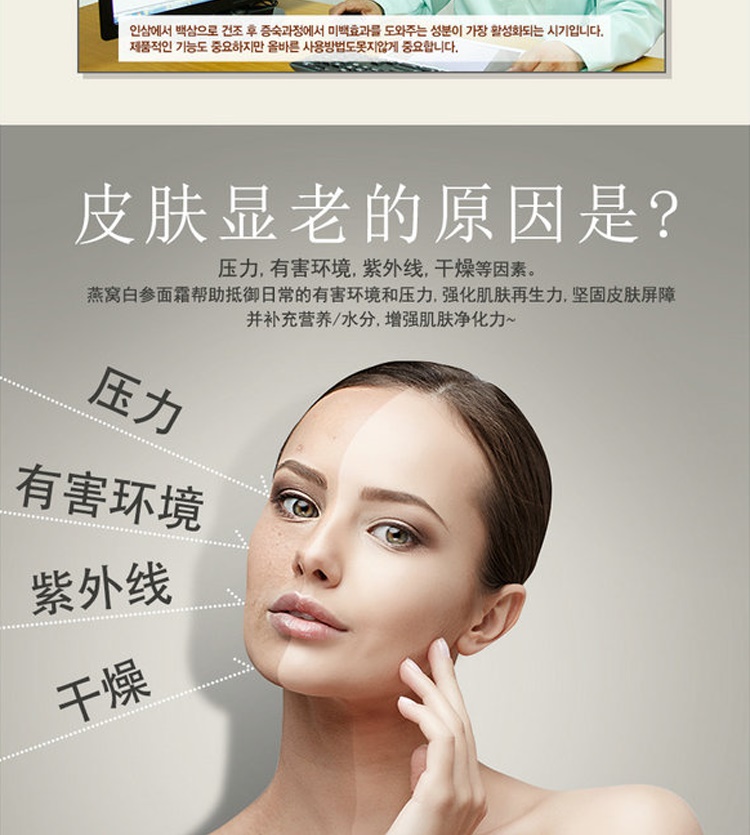 인삼에서 백삼으로 건조 후 증숙과정에서 미백효과를 도와주는 성분이 가장 활성화되는 시기입니다.
제품적인 기능도 중요하지만 올바른 사용방법도못지않게 중요합니다.
皮肤显老的原因是?
压力, 有害环境, 紫外线, 干燥等因素。
燕窝白参面霜帮助抵御日常的有害环境和压力, 强化肌肤再生力, 坚固皮肤屏障
并补充营养/水分, 增强肌肤净化力~
压力
有害环境
紫外线
干燥